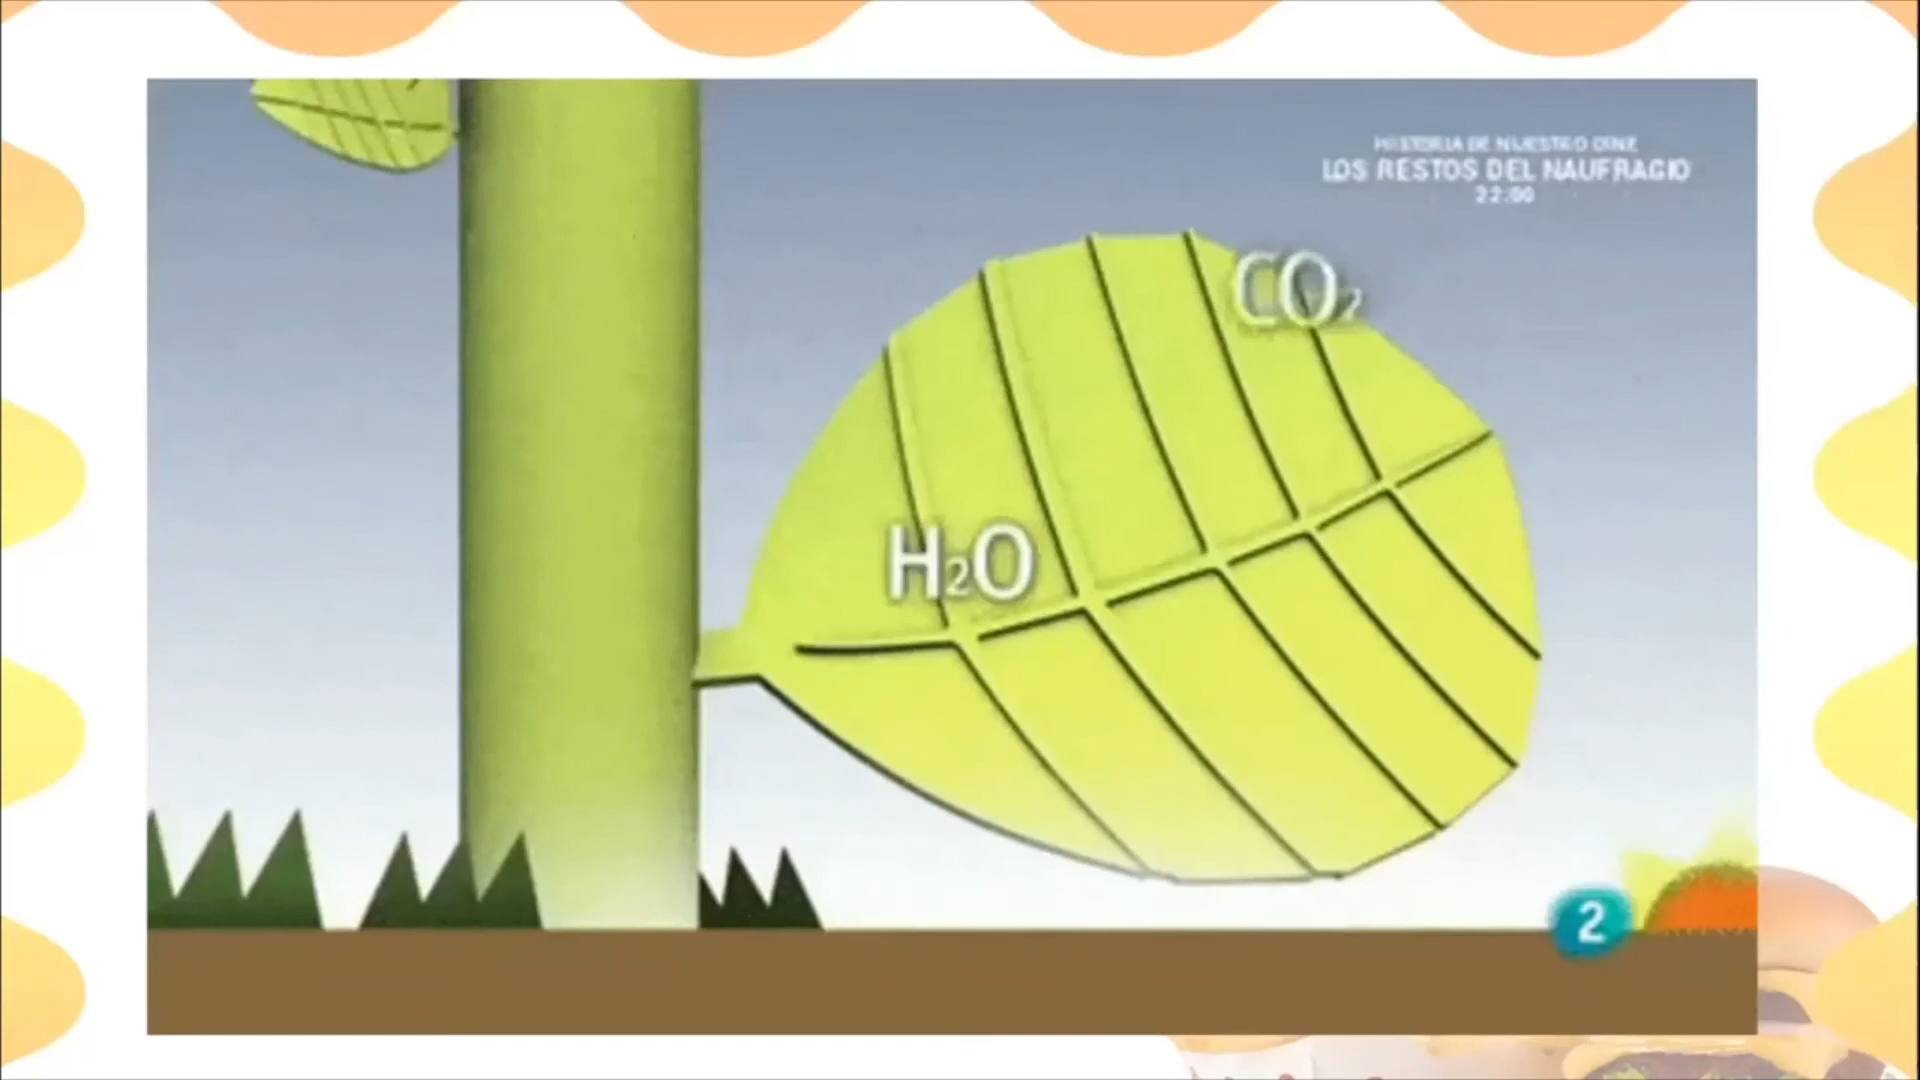 HISTORIA DE NUESTRO CINE
LOS RESTOS DEL NAUFRAGIO
22:00
CO₂
H₂O
2